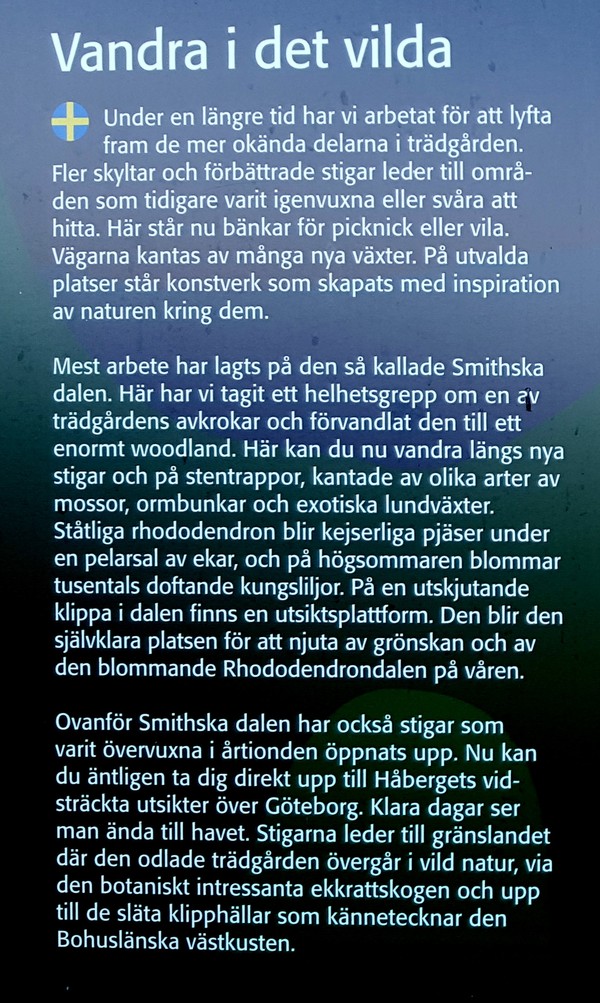 Vandra i det vilda
Under en längre tid har vi arbetat för att lyfta
fram de mer okända delarna i trädgården.
Fler skyltar och förbättrade stigar leder till områ-
den som tidigare varit igenvuxna eller svåra att
hitta. Här står nu bänkar för picknick eller vila.
Vägarna kantas av många nya växter. På utvalda
platser står konstverk som skapats med inspiration
av naturen kring dem.
Mest arbete har lagts på den så kallade Smithska
dalen. Här har vi tagit ett helhetsgrepp om en av
trädgårdens avkrokar och förvandlat den till ett
enormt woodland. Här kan du nu vandra längs nya
stigar och på stentrappor, kantade av olika arter av
mossor, ormbunkar och exotiska lundväxter.
Ståtliga rhododendron blir kejserliga pjäser under
en pelarsal av ekar, och på högsommaren blommar
tusentals doftande kungsliljor. På en utskjutande
klippa i dalen finns en utsiktsplattform. Den blir den
självklara platsen för att njuta av grönskan och av
den blommande Rhododendrondalen på våren.
Ovanför Smithska dalen har också stigar som
varit övervuxna i årtionden öppnats upp. Nu kan
du äntligen ta dig direkt upp till Håbergets vid-
sträckta utsikter över Göteborg. Klara dagar ser
man ända till havet. Stigarna leder till gränslandet
där den odlade trädgården övergår i vild natur, via
den botaniskt intressanta ekkrattskogen och upp
till de släta klipphällar som kännetecknar den
Bohuslänska västkusten.